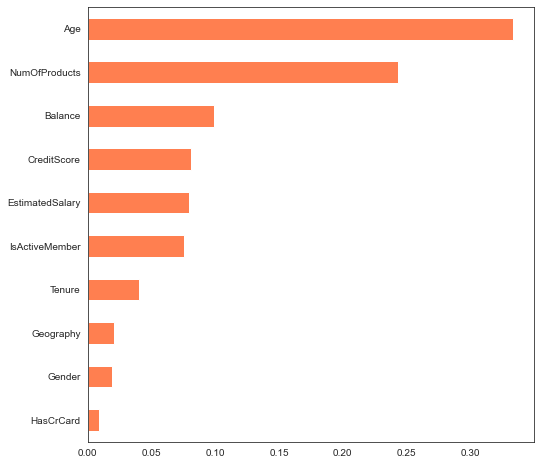 Age
NumOfProducts
Balance
CreditScore
EstimatedSalary
IsActiveMember
Tenure
Geography
Gender
HasCrCard
0.00 0.05 0.10 0.15 0.20 0.25 0.30